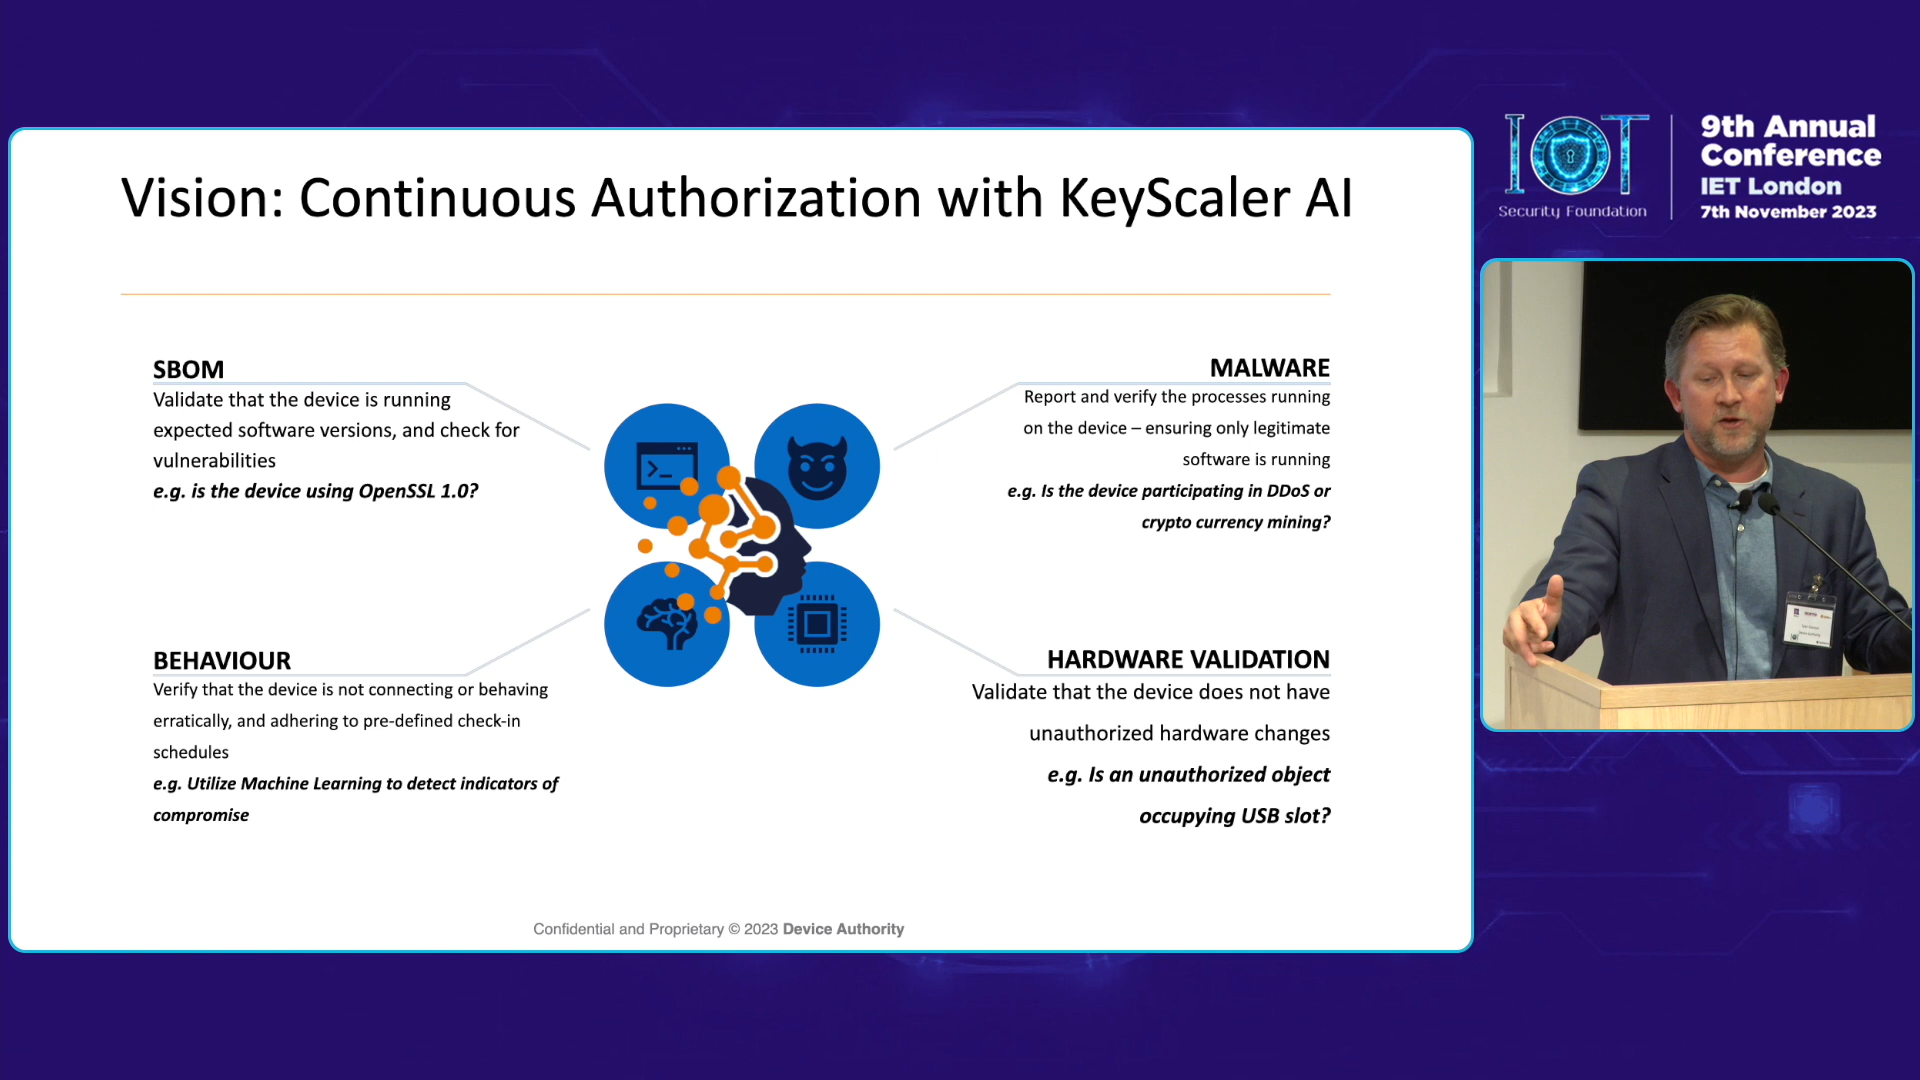 Vision: Continuous Authorization with KeyScaler AI
SBOM
Validate that the device is running
expected software versions, and check for
vulnerabilities
e.g. is the device using OpenSSL 1.0?
MALWARE
Report and verify the processes running
on the device – ensuring only legitimate
software is running
e.g. Is the device participating in DDoS or
crypto currency mining?
BEHAVIOUR
Verify that the device is not connecting or behaving
erratically, and adhering to pre-defined check-in
schedules
e.g. Utilize Machine Learning to detect indicators of
compromise
HARDWARE VALIDATION
Validate that the device does not have
unauthorized hardware changes
e.g. Is an unauthorized object
occupying USB slot?
Confidential and Proprietary © 2023 Device Authority
IOT
Security Foundation
9th Annual
Conference
IET London
7th November 2023